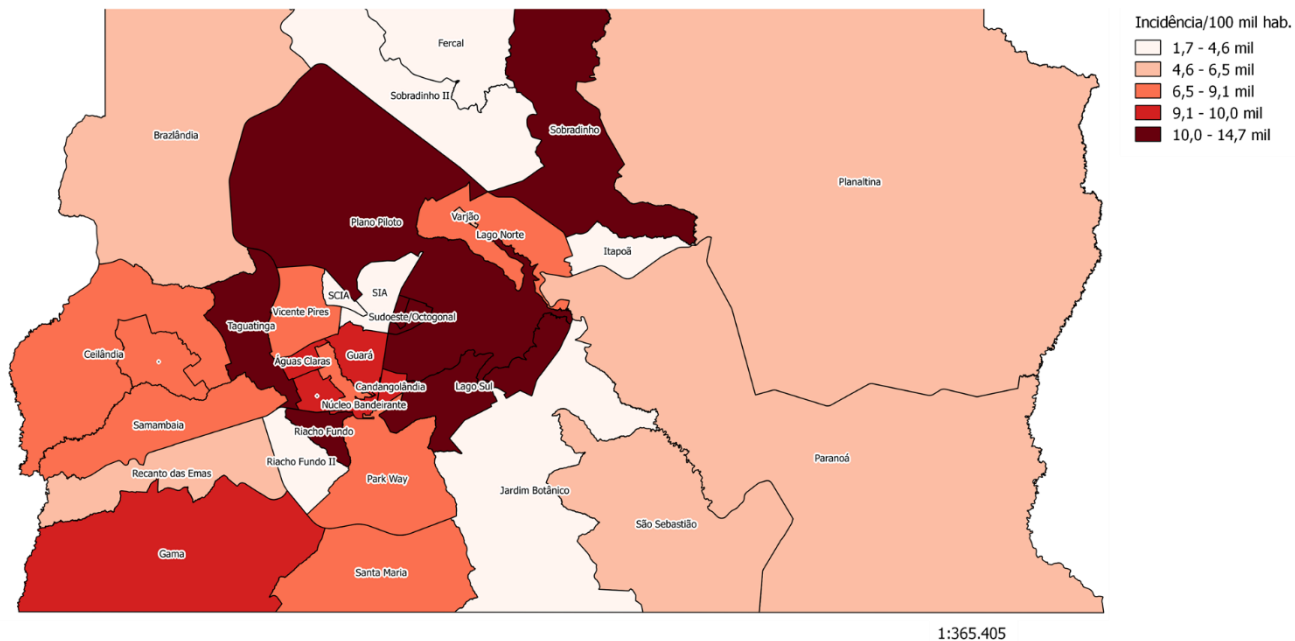 Incidência/100 mil hab.
1,7 - 4,6 mil
4,6 - 6,5 mil
6,5 - 9,1 mil
9,1 - 10,0 mil
10,0 - 14,7 mil
Fercal
Sobradinho II
Brazlândia
Sobradinho
Planaltina
Plano Piloto
Varjão
Lago Norte
Itapoã
SCIA
SIA
Vicente Pires
Sudoeste/Octogonal
Taguatinga
Ceilândia
Águas Claras
Guará
Candangolândia
Lago Sul
Núcleo Bandeirante
Samambaia
Riacho Fundo
Riacho Fundo II
Recanto das Emas
Park Way
Jardim Botânico
Paranoá
São Sebastião
Gama
Santa Maria
1:365.405